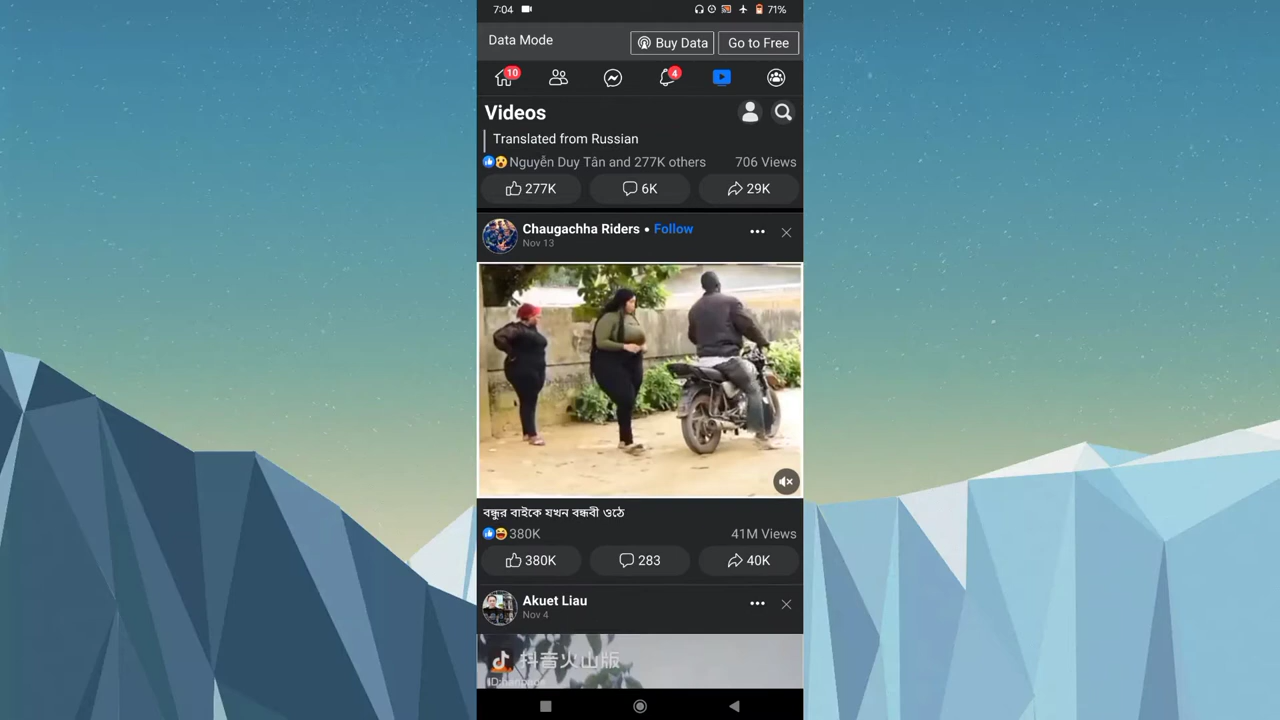 7:04 71%
Data Mode Buy Data Go to Free
10 4
Videos
Translated from Russian
Nguyễn Duy Tân and 277K others 706 Views
277K 6K 29K
Chaugachha Riders • Follow
Nov 13
বন্ধুর বাইকে যখন বন্ধবী ওঠে
380K 41M Views
380K 283 40K
Akuet Liau
Nov 4
抖音火山版